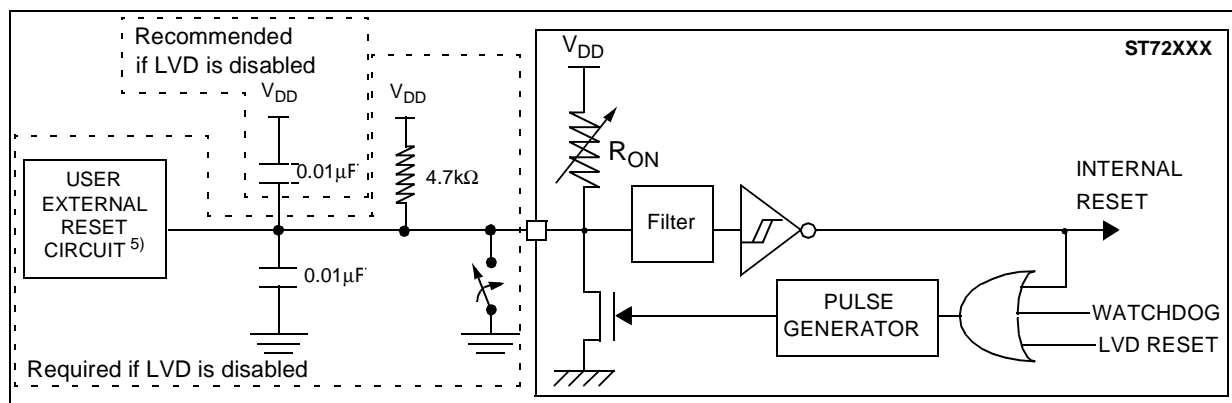 Recommended
if LVD is disabled
VDD
0.01µF
VDD
4.7kΩ
USER
EXTERNAL
RESET
CIRCUIT 5)
0.01µF
Required if LVD is disabled
ST72XXX
VDD
RON
Filter
INTERNAL
RESET
PULSE
GENERATOR
WATCHDOG
LVD RESET